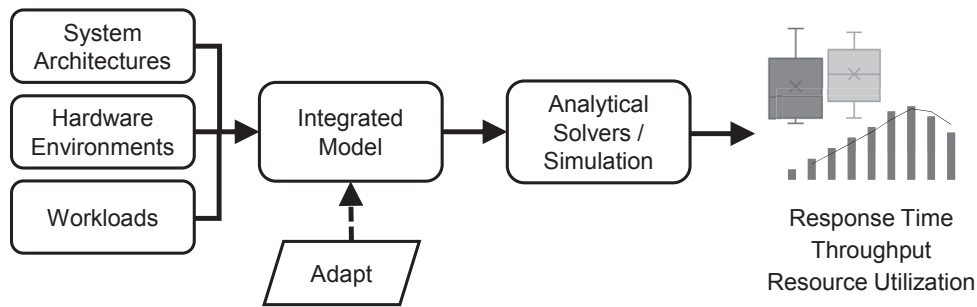 System
Architectures
Hardware
Environments
Workloads
Integrated
Model
Adapt
Analytical
Solvers /
Simulation
Response Time
Throughput
Resource Utilization